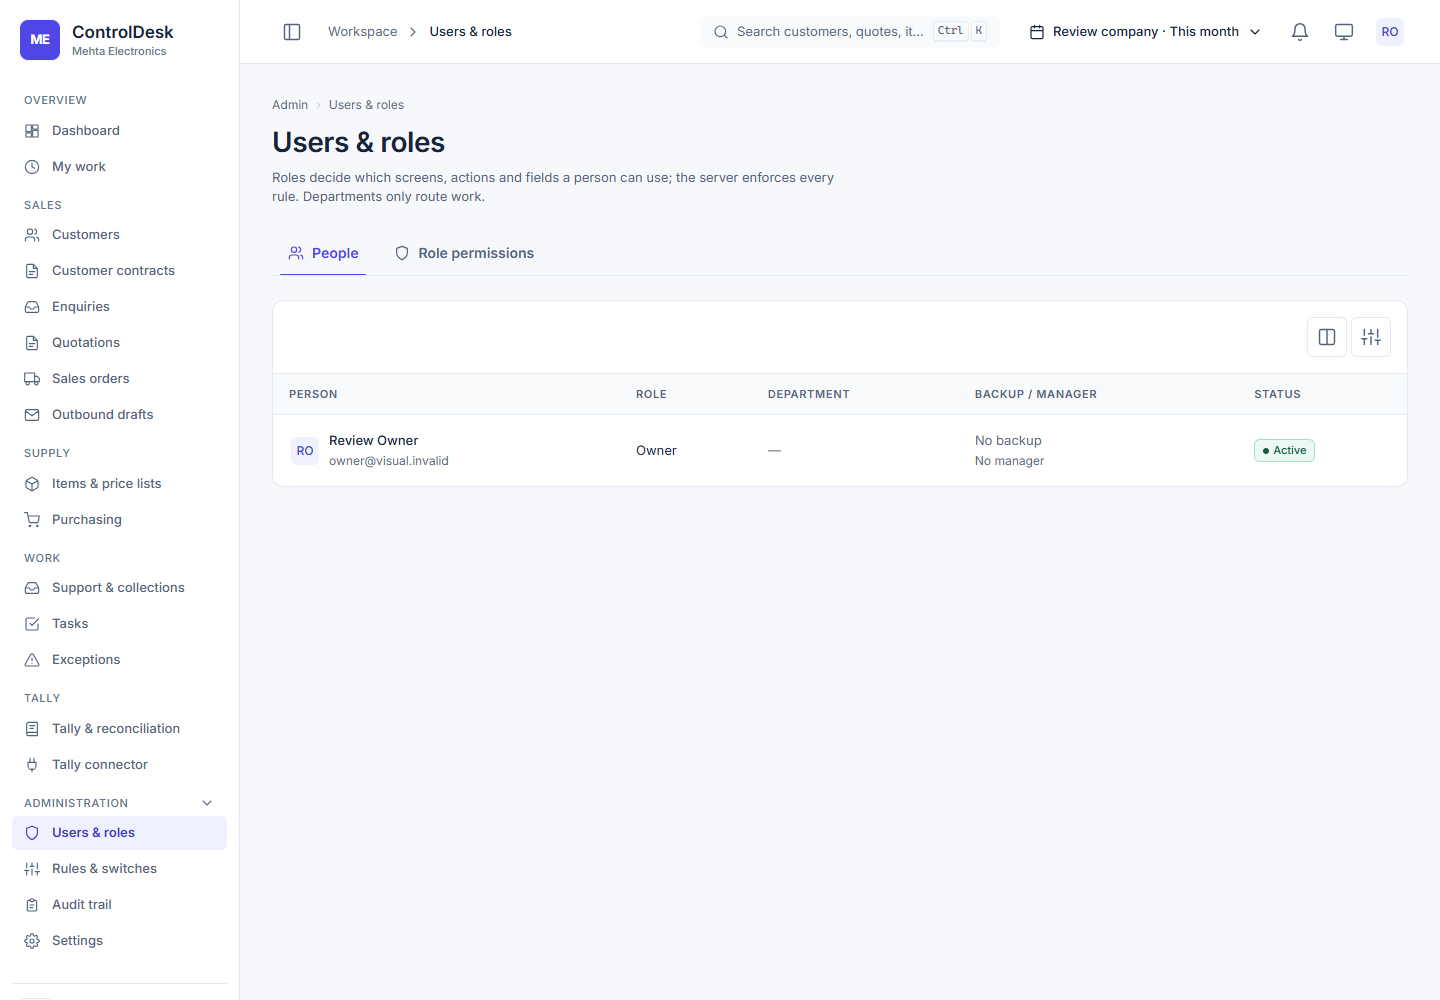 ME
ControlDesk
Mehta Electronics
OVERVIEW
Dashboard
My work
SALES
Customers
Customer contracts
Enquiries
Quotations
Sales orders
Outbound drafts
SUPPLY
Items & price lists
Purchasing
WORK
Support & collections
Tasks
Exceptions
TALLY
Tally & reconciliation
Tally connector
ADMINISTRATION
Users & roles
Rules & switches
Audit trail
Settings
Workspace > Users & roles
Search customers, quotes, it... Ctrl K
Review company · This month
RO
Admin > Users & roles
Users & roles
Roles decide which screens, actions and fields a person can use; the server enforces every
rule. Departments only route work.
People
Role permissions
PERSON ROLE DEPARTMENT BACKUP / MANAGER STATUS
RO Review Owner Owner — No backup Active
owner@visual.invalid No manager